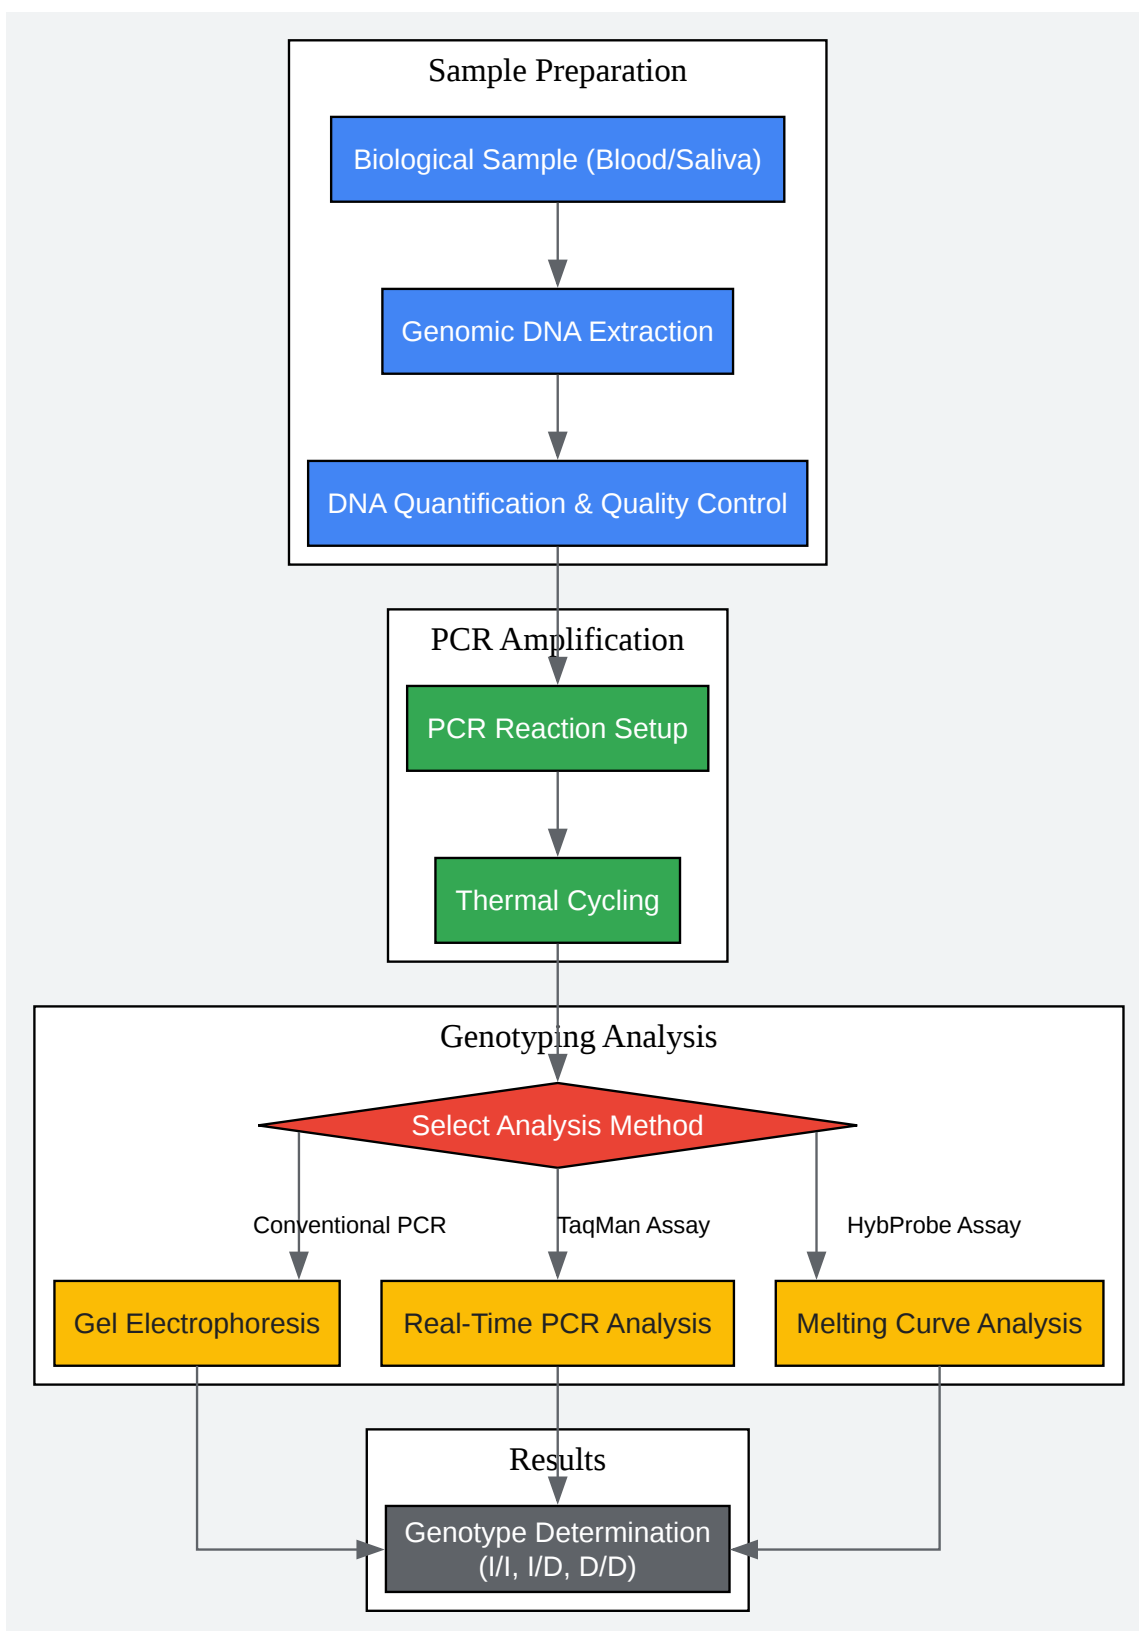 Sample Preparation
Biological Sample (Blood/Saliva)
Genomic DNA Extraction
DNA Quantification & Quality Control
PCR Amplification
PCR Reaction Setup
Thermal Cycling
Genotyping Analysis
Select Analysis Method
Conventional PCR
TaqMan Assay
HybProbe Assay
Gel Electrophoresis
Real-Time PCR Analysis
Melting Curve Analysis
Results
Genotype Determination
(I/I, I/D, D/D)